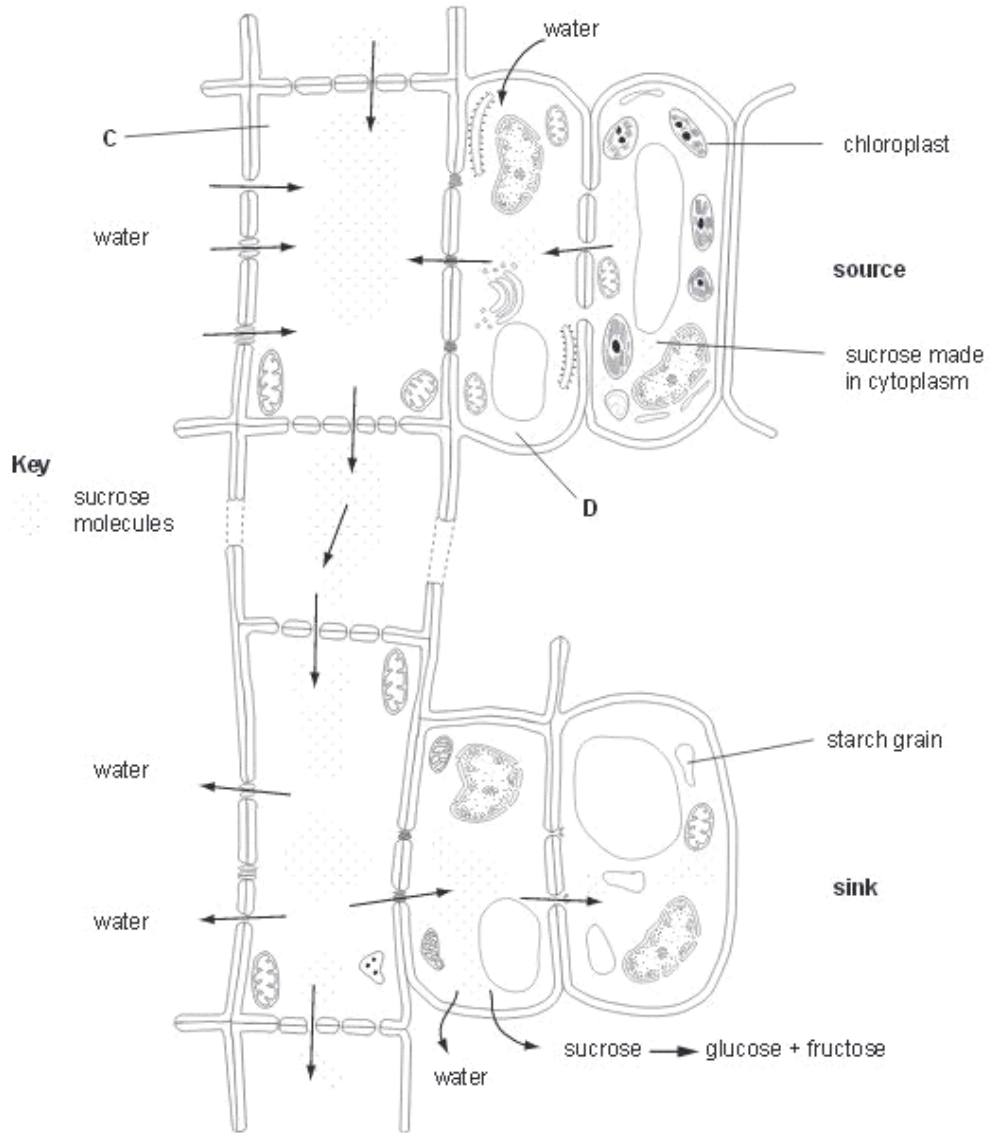 water
C
chloroplast
water
source
sucrose made
in cytoplasm
Key
sucrose
molecules
D
starch grain
water
sink
water
sucrose → glucose + fructose
water